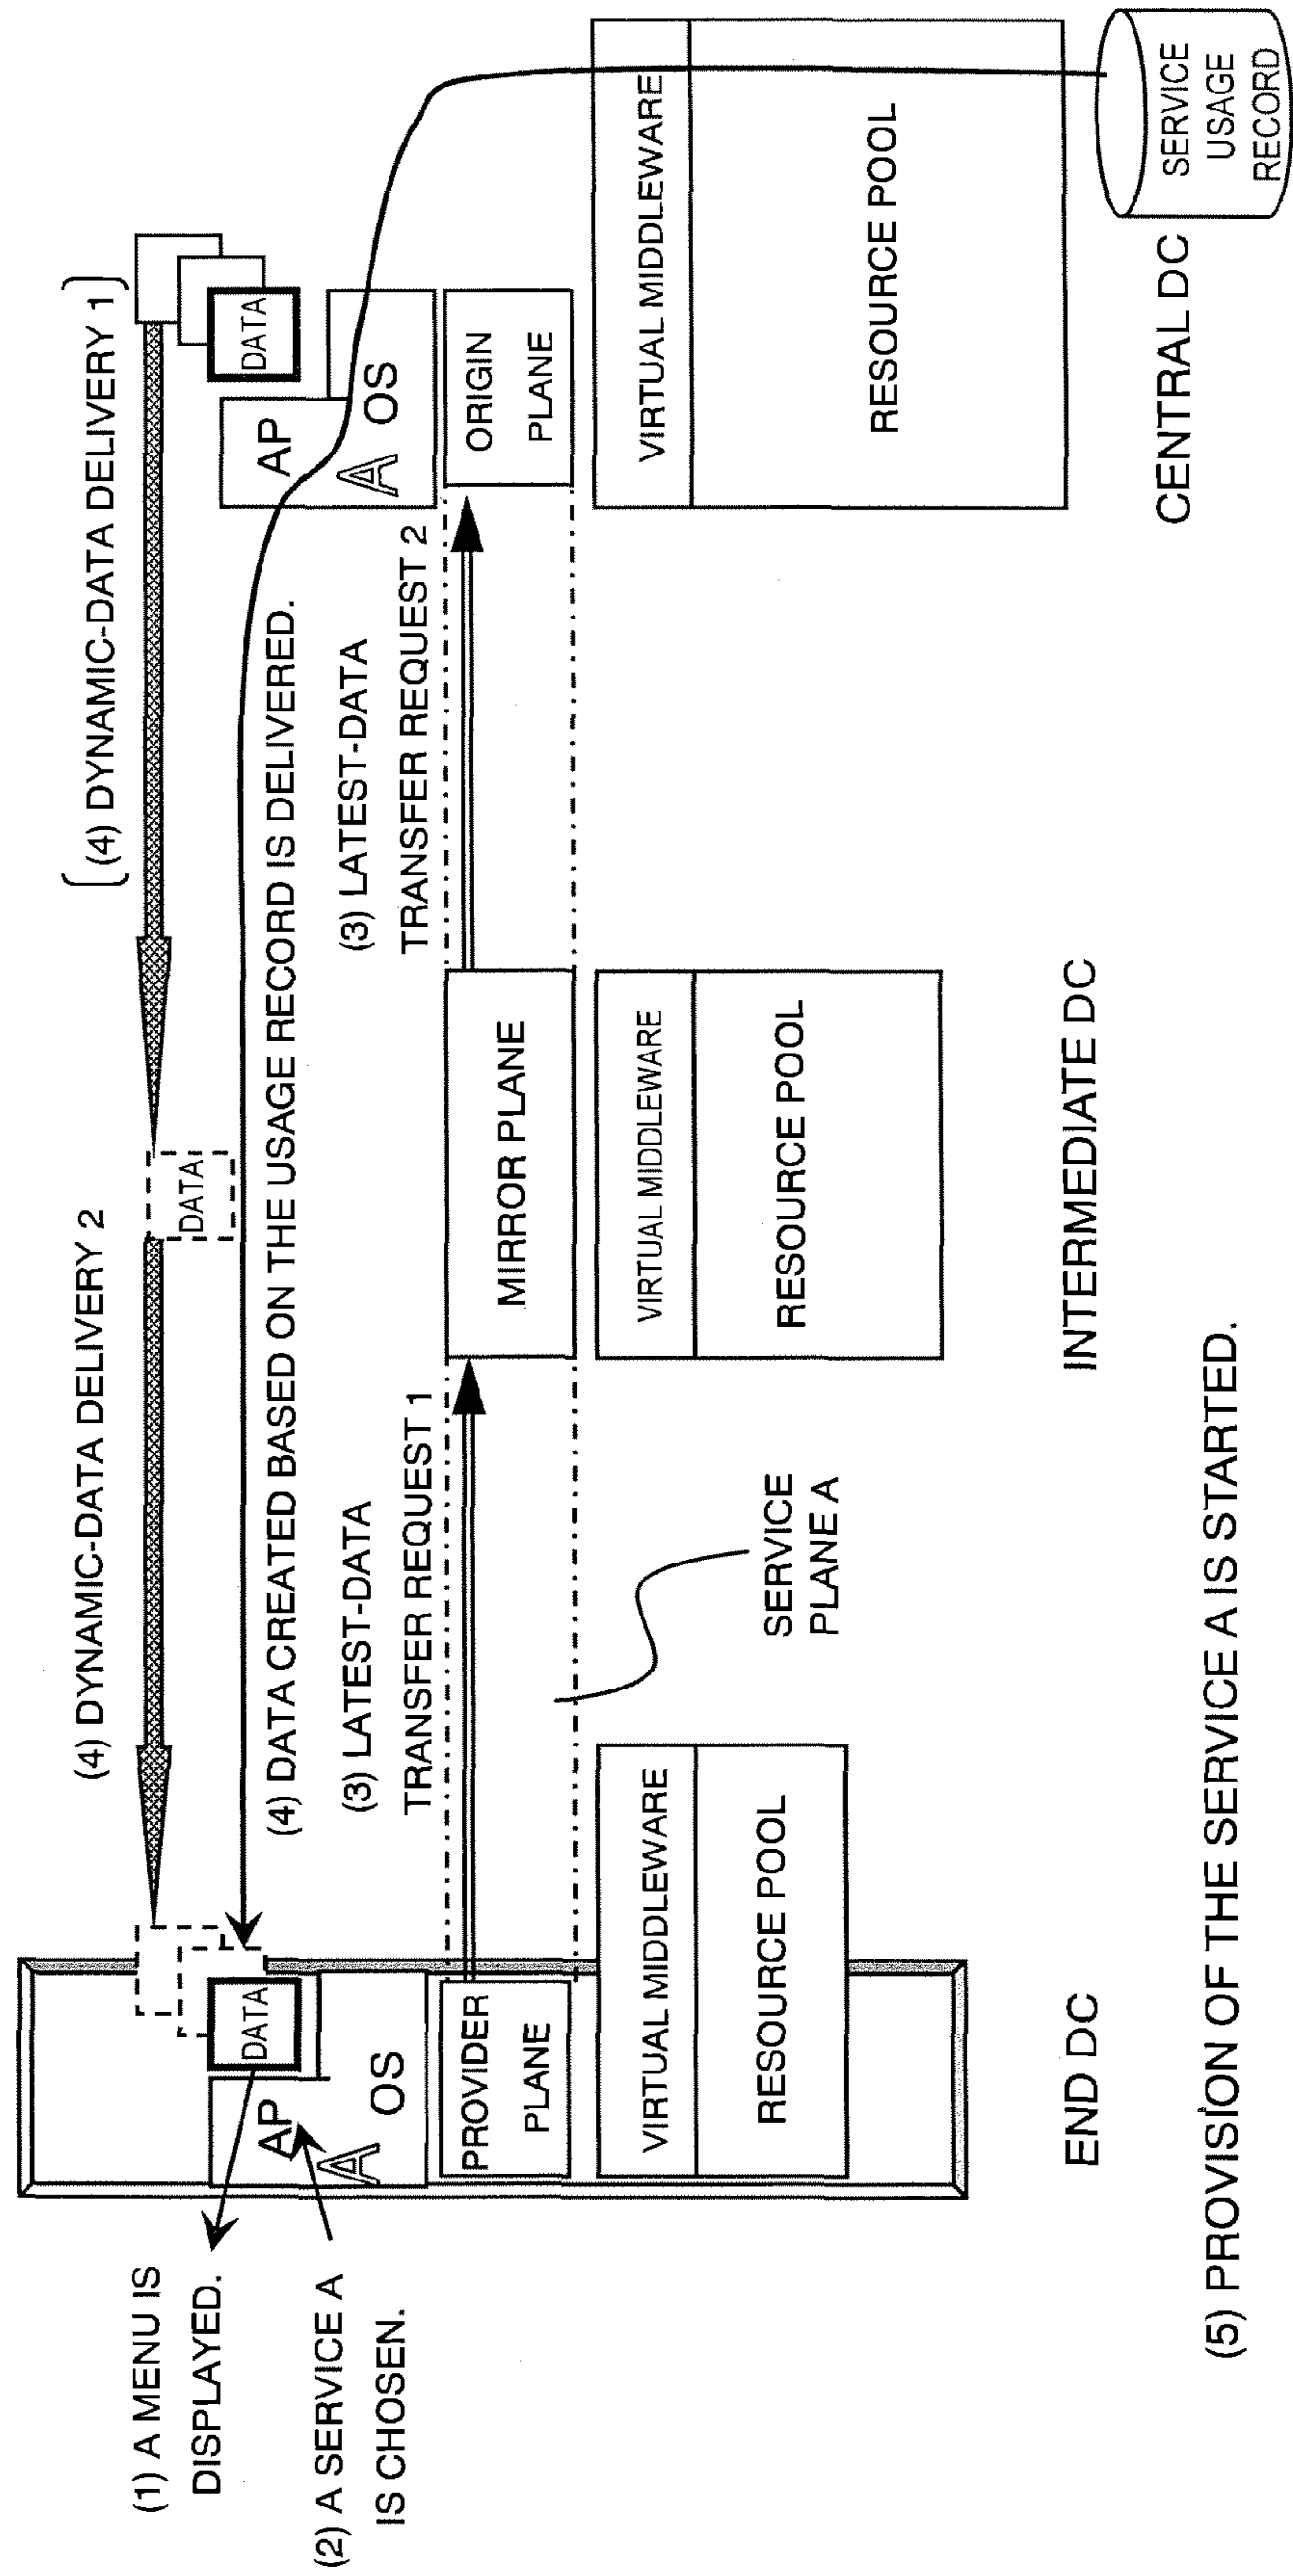 (1) A MENU IS
DISPLAYED.
(2) A SERVICE A
IS CHOSEN.
(4) DYNAMIC-DATA DELIVERY 2
(4) DYNAMIC-DATA DELIVERY 1
DATA
DATA
DATA
AP
A
OS
AP
A
OS
(4) DATA CREATED BASED ON THE USAGE RECORD IS DELIVERED.
(3) LATEST-DATA
TRANSFER REQUEST 1
(3) LATEST-DATA
TRANSFER REQUEST 2
PROVIDER
PLANE
MIRROR PLANE
ORIGIN
PLANE
SERVICE
PLANE A
VIRTUAL MIDDLEWARE
RESOURCE POOL
VIRTUAL MIDDLEWARE
RESOURCE POOL
VIRTUAL MIDDLEWARE
RESOURCE POOL
END DC
INTERMEDIATE DC
CENTRAL DC
SERVICE
USAGE
RECORD
(5) PROVISION OF THE SERVICE A IS STARTED.